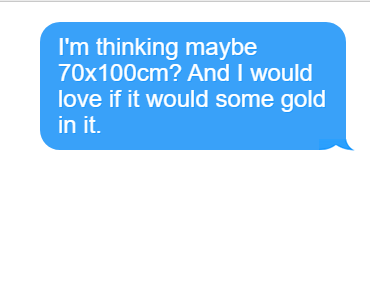 I'm thinking maybe
70x100cm? And I would
love if it would some gold
in it.